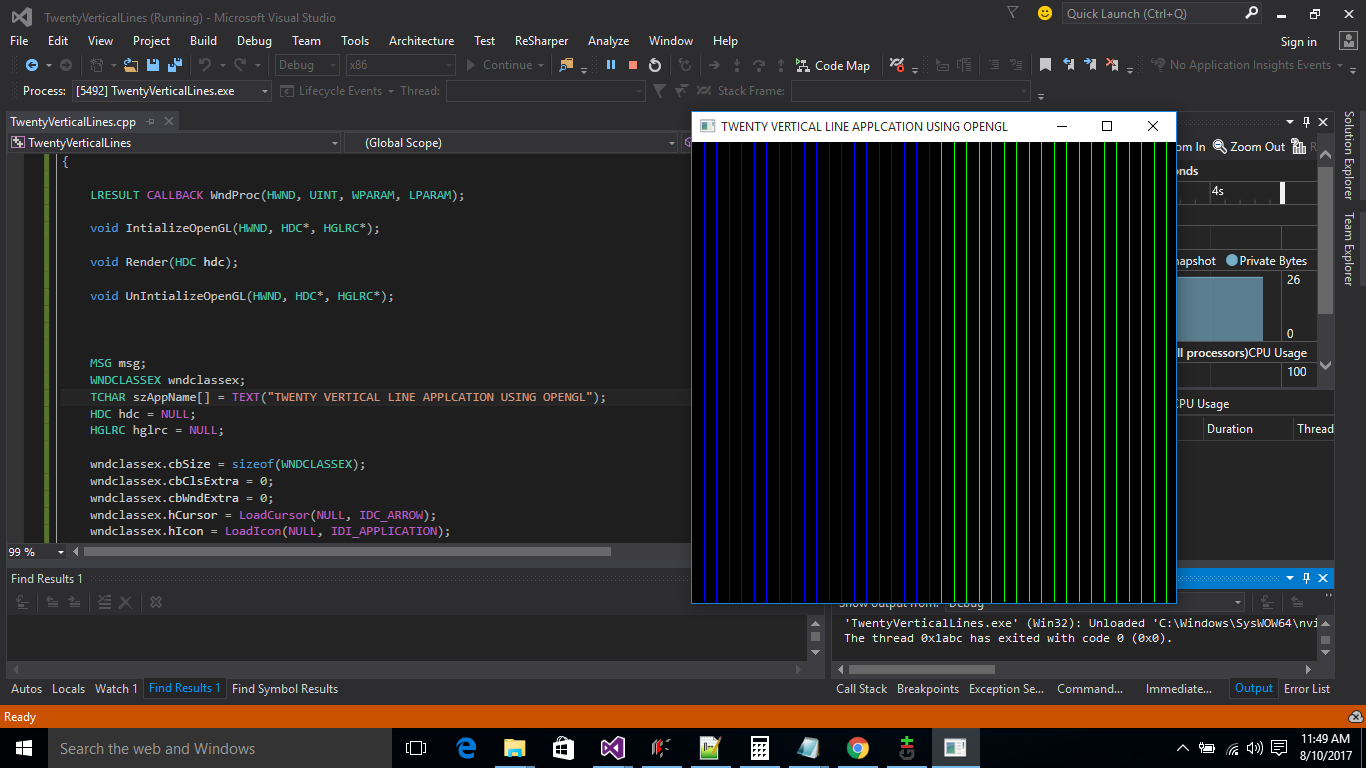 TwentyVerticalLines (Running) - Microsoft Visual Studio
Quick Launch (Ctrl+Q)
File Edit View Project Build Debug Team Tools Architecture Test ReSharper Analyze Window Help
Sign in
Debug x86 Continue Code Map No Application Insights Events
Process: [5492] TwentyVerticalLines.exe Lifecycle Events Thread: Stack Frame:
TwentyVerticalLines.cpp
TwentyVerticalLines (Global Scope)
{
LRESULT CALLBACK WndProc(HWND, UINT, WPARAM, LPARAM);
void IntializeOpenGL(HWND, HDC*, HGLRC*);
void Render(HDC hdc);
void UnIntializeOpenGL(HWND, HDC*, HGLRC*);
MSG msg;
WNDCLASSEX wndclassex;
TCHAR szAppName[] = TEXT("TWENTY VERTICAL LINE APPLCATION USING OPENGL");
HDC hdc = NULL;
HGLRC hglrc = NULL;
wndclassex.cbSize = sizeof(WNDCLASSEX);
wndclassex.cbClsExtra = 0;
wndclassex.cbWndExtra = 0;
wndclassex.hCursor = LoadCursor(NULL, IDC_ARROW);
wndclassex.hIcon = LoadIcon(NULL, IDI_APPLICATION);
99 %
TWENTY VERTICAL LINE APPLCATION USING OPENGL
om In Zoom Out R
nds
4s
napshot Private Bytes
26
0
ll processors)CPU Usage
100
CPU Usage
Duration Thread
Solution Explorer
Team Explorer
Find Results 1
Show output from: Debug
'TwentyVerticalLines.exe' (Win32): Unloaded 'C:\Windows\SysWOW64\nvi
The thread 0x1abc has exited with code 0 (0x0).
Autos Locals Watch 1 Find Results 1 Find Symbol Results
Call Stack Breakpoints Exception Se... Command... Immediate... Output Error List
Ready
Search the web and Windows
11:49 AM
8/10/2017